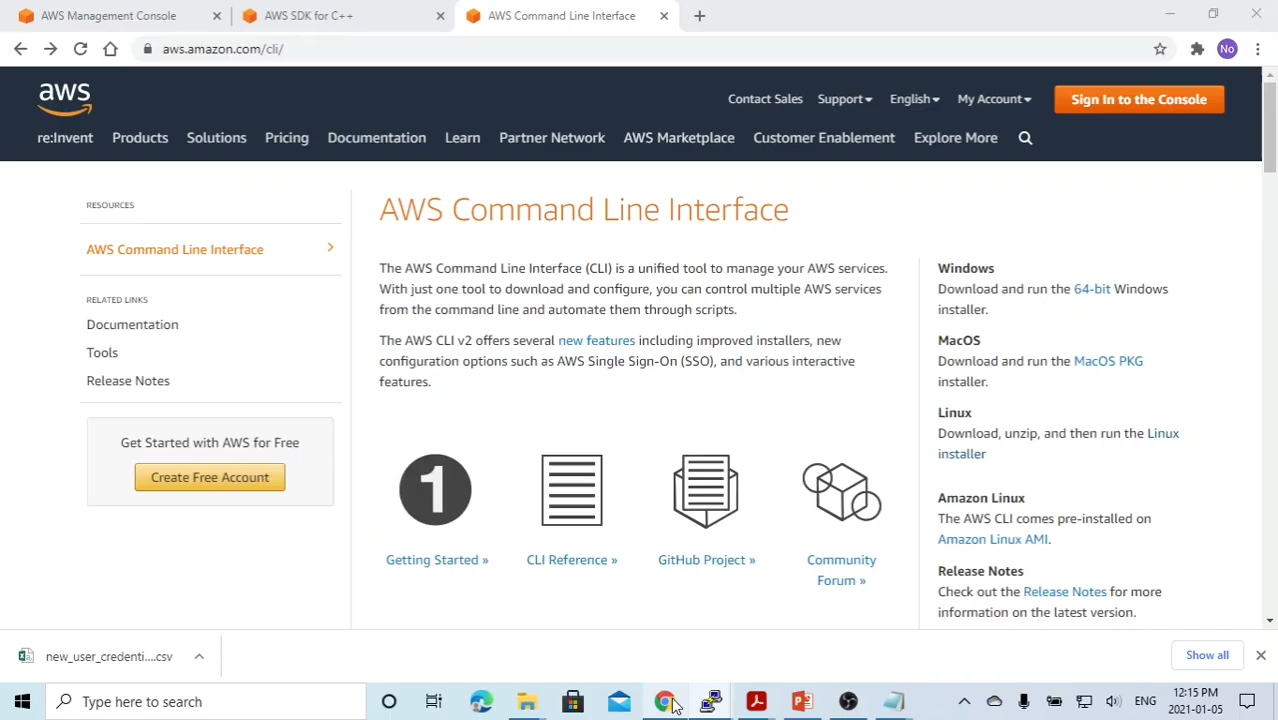 AWS Management Console
AWS SDK for C++
AWS Command Line Interface
aws.amazon.com/cli/
No
aws
Contact Sales
Support
English
My Account
Sign In to the Console
re:Invent
Products
Solutions
Pricing
Documentation
Learn
Partner Network
AWS Marketplace
Customer Enablement
Explore More
RESOURCES
AWS Command Line Interface
RELATED LINKS
Documentation
Tools
Release Notes
Get Started with AWS for Free
Create Free Account
AWS Command Line Interface
The AWS Command Line Interface (CLI) is a unified tool to manage your AWS services.
With just one tool to download and configure, you can control multiple AWS services
from the command line and automate them through scripts.
The AWS CLI v2 offers several new features including improved installers, new
configuration options such as AWS Single Sign-On (SSO), and various interactive
features.
1
Getting Started »
CLI Reference »
GitHub Project »
Community
Forum »
Windows
Download and run the 64-bit Windows
installer.
MacOS
Download and run the MacOS PKG
installer.
Linux
Download, unzip, and then run the Linux
installer
Amazon Linux
The AWS CLI comes pre-installed on
Amazon Linux AMI.
Release Notes
Check out the Release Notes for more
information on the latest version.
new_user_credenti....csv
Show all
Type here to search
ENG
12:15 PM
2021-01-05